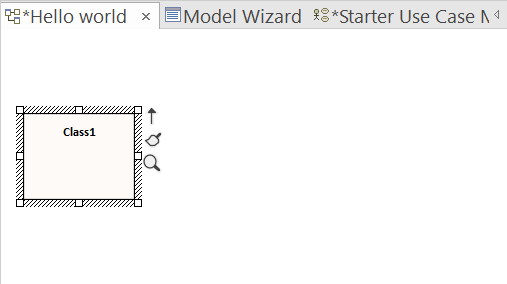 *Hello world
Model Wizard
*Starter Use Case M
Class1